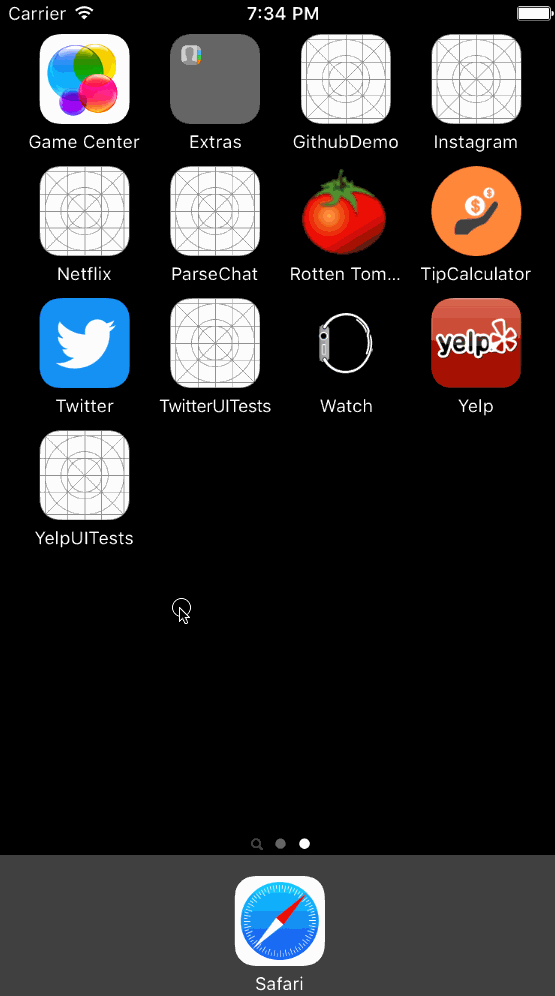 Carrier 7:34 PM
Game Center Extras GithubDemo Instagram
Netflix ParseChat Rotten Tom... TipCalculator
yelp
Twitter TwitterUITests Watch Yelp
YelpUITests
Safari